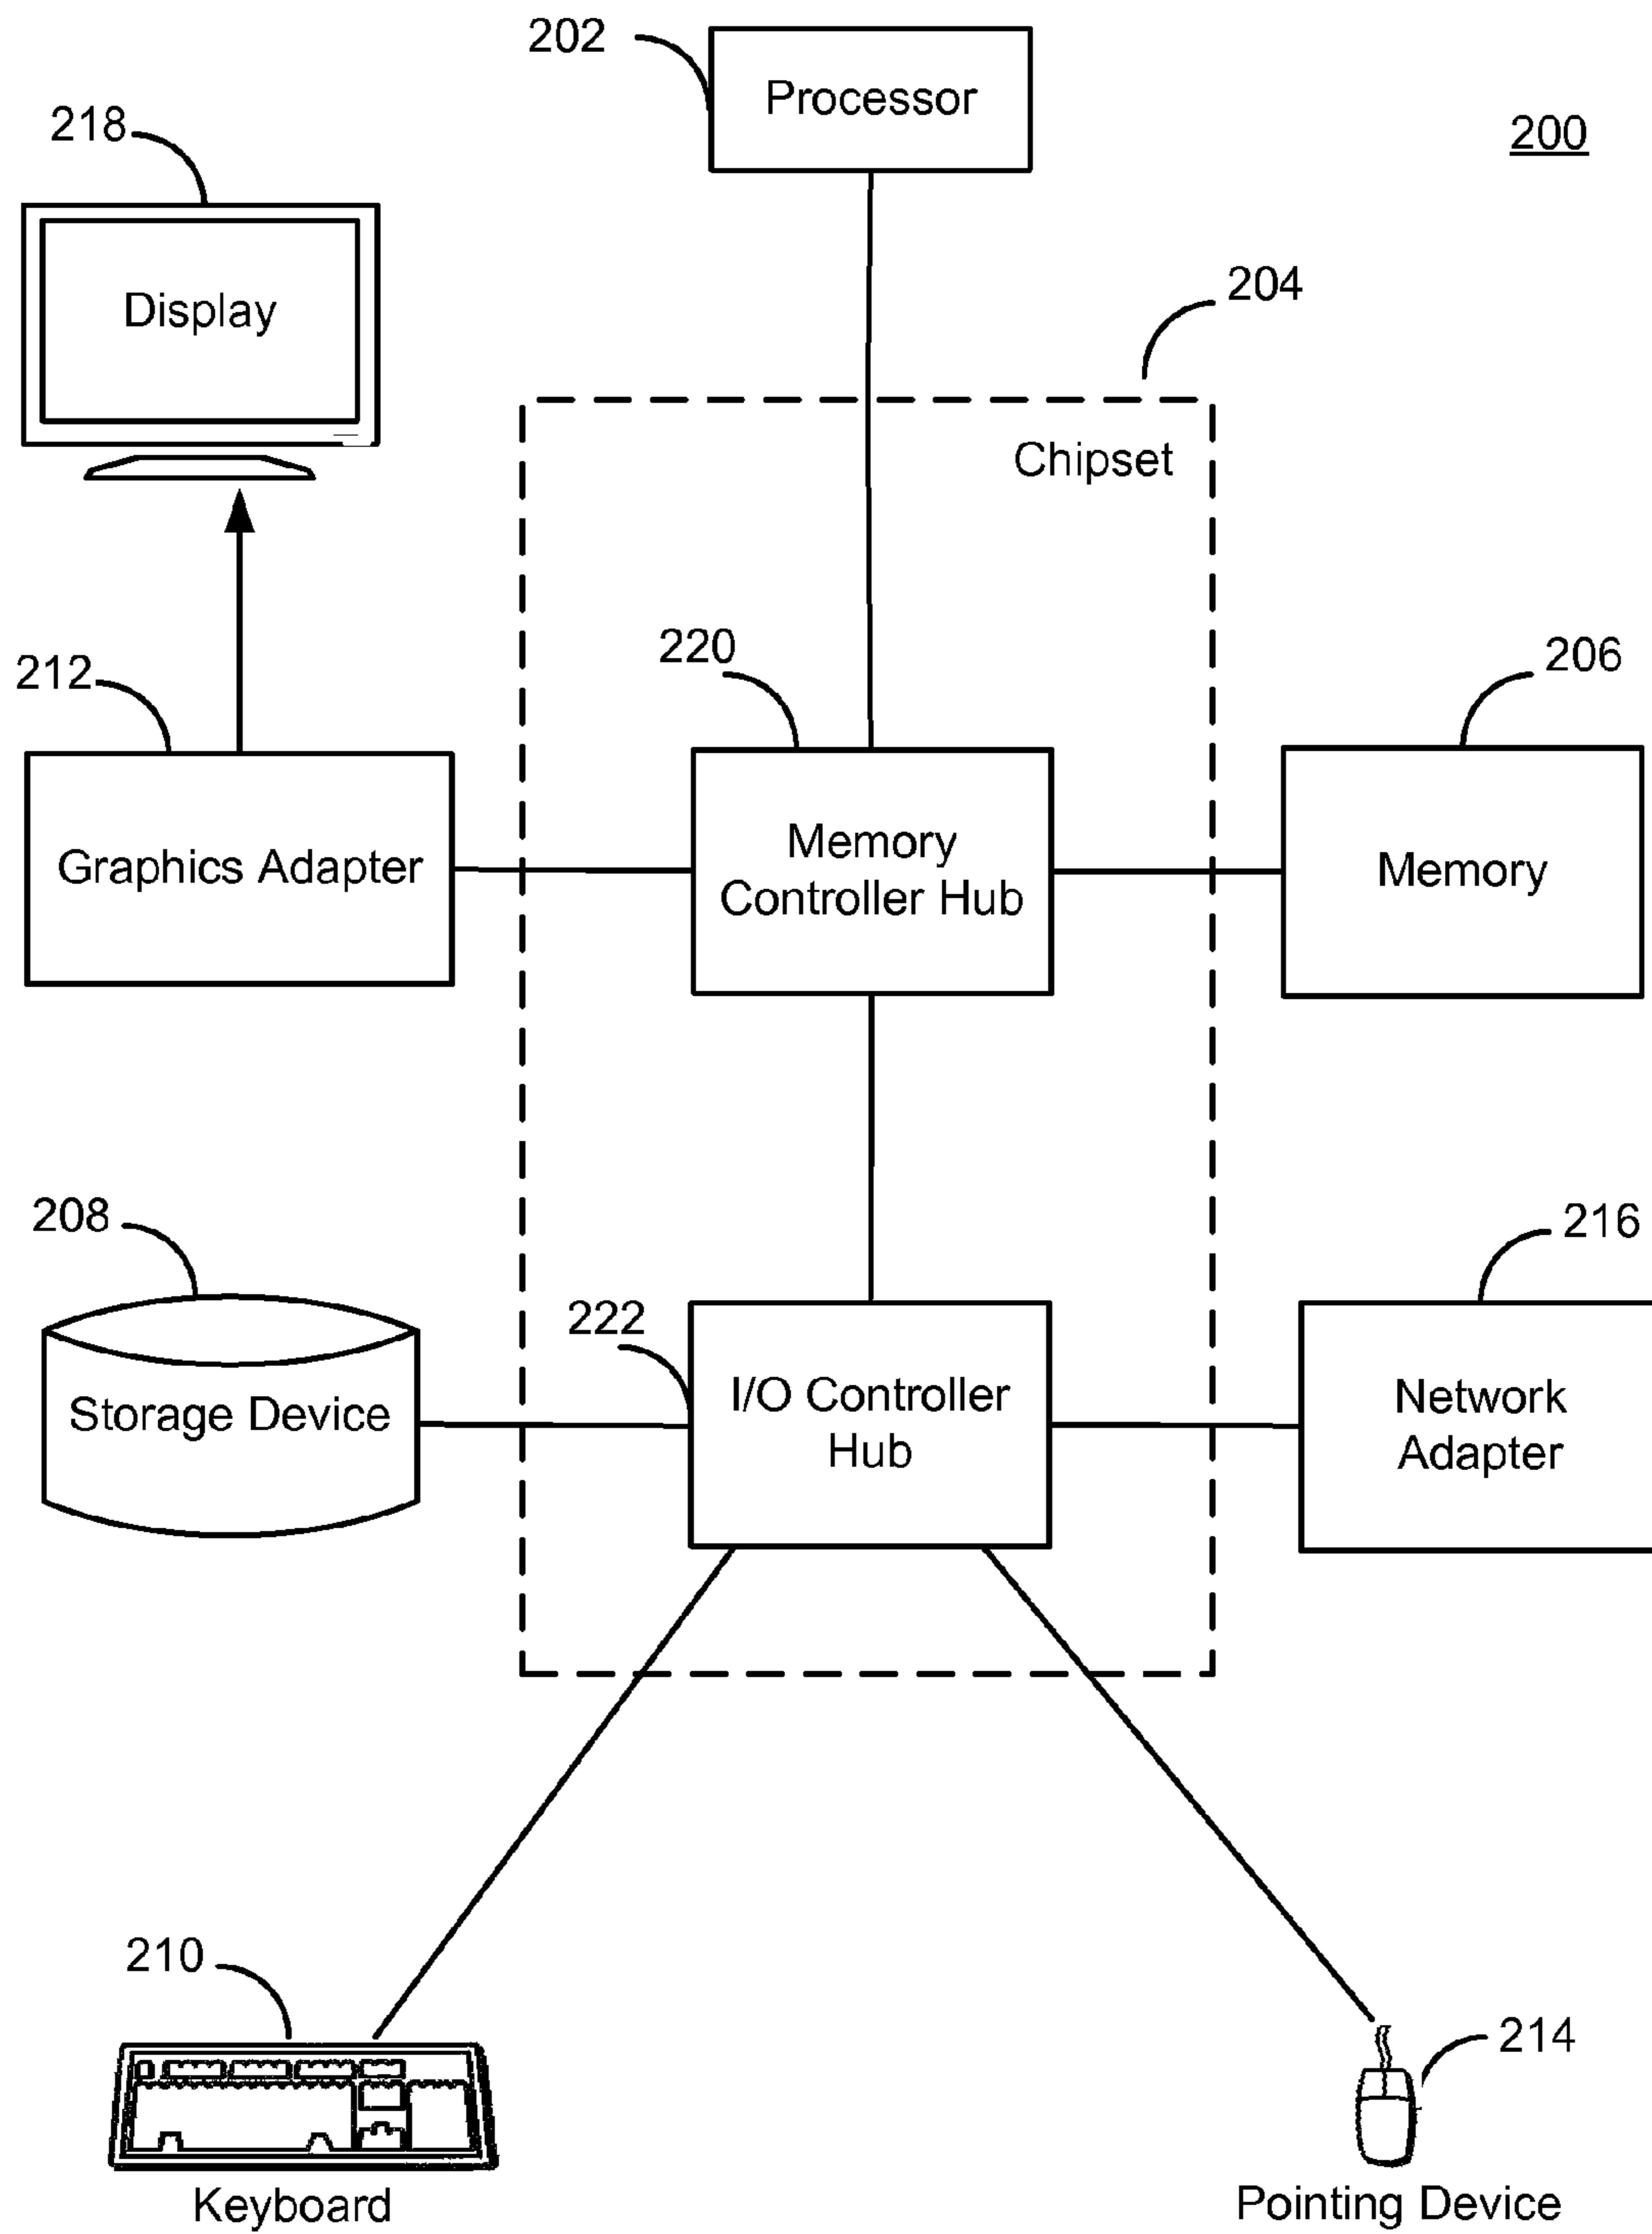 202
Processor
200
218
Display
204
Chipset
220
206
212
Graphics Adapter
Memory
Controller Hub
Memory
208
216
222
Storage Device
I/O Controller
Hub
Network
Adapter
210
214
Keyboard
Pointing Device